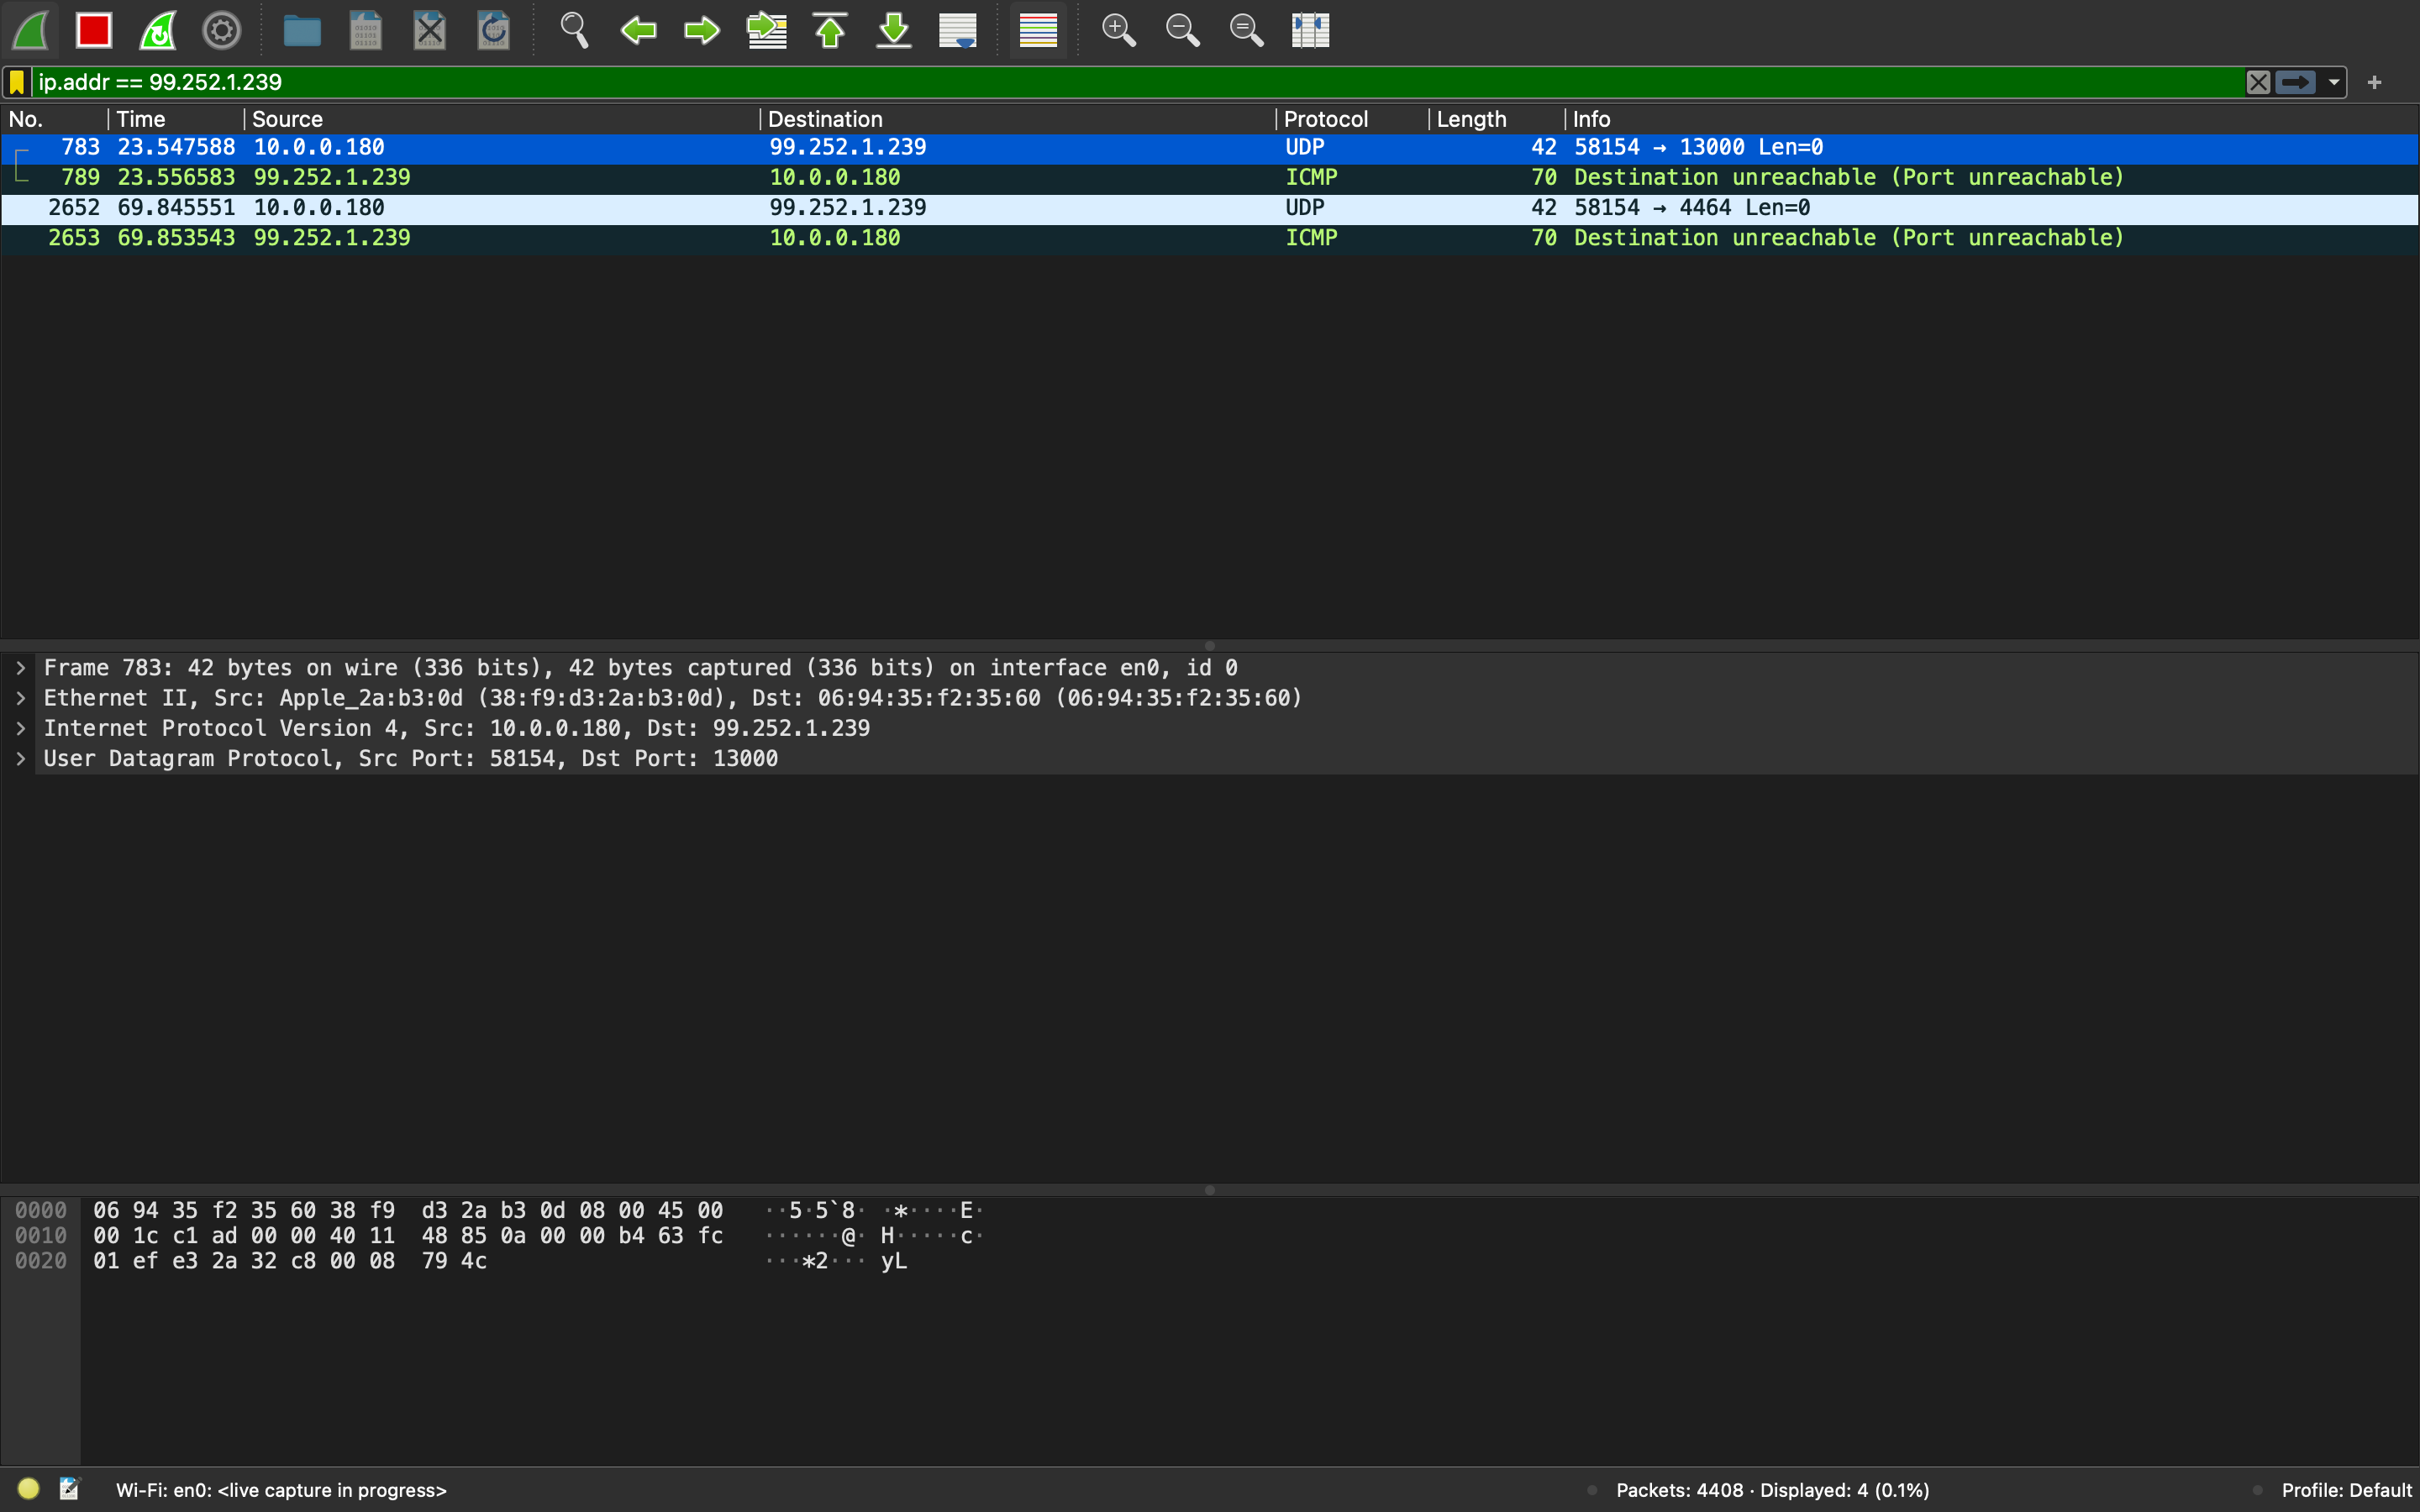 ip.addr == 99.252.1.239
No. Time Source Destination Protocol Length Info
783 23.547588 10.0.0.180 99.252.1.239 UDP 42 58154 → 13000 Len=0
789 23.556583 99.252.1.239 10.0.0.180 ICMP 70 Destination unreachable (Port unreachable)
2652 69.845551 10.0.0.180 99.252.1.239 UDP 42 58154 → 4464 Len=0
2653 69.853543 99.252.1.239 10.0.0.180 ICMP 70 Destination unreachable (Port unreachable)
Frame 783: 42 bytes on wire (336 bits), 42 bytes captured (336 bits) on interface en0, id 0
Ethernet II, Src: Apple_2a:b3:0d (38:f9:d3:2a:b3:0d), Dst: 06:94:35:f2:35:60 (06:94:35:f2:35:60)
Internet Protocol Version 4, Src: 10.0.0.180, Dst: 99.252.1.239
User Datagram Protocol, Src Port: 58154, Dst Port: 13000
0000 06 94 35 f2 35 60 38 f9 d3 2a b3 0d 08 00 45 00 ··5·5`8· ·*····E·
0010 00 1c c1 ad 00 00 40 11 48 85 0a 00 00 b4 63 fc ······@· H·····c·
0020 01 ef e3 2a 32 c8 00 08 79 4c ···*2··· yL
Wi-Fi: en0: <live capture in progress> Packets: 4408 · Displayed: 4 (0.1%) Profile: Default